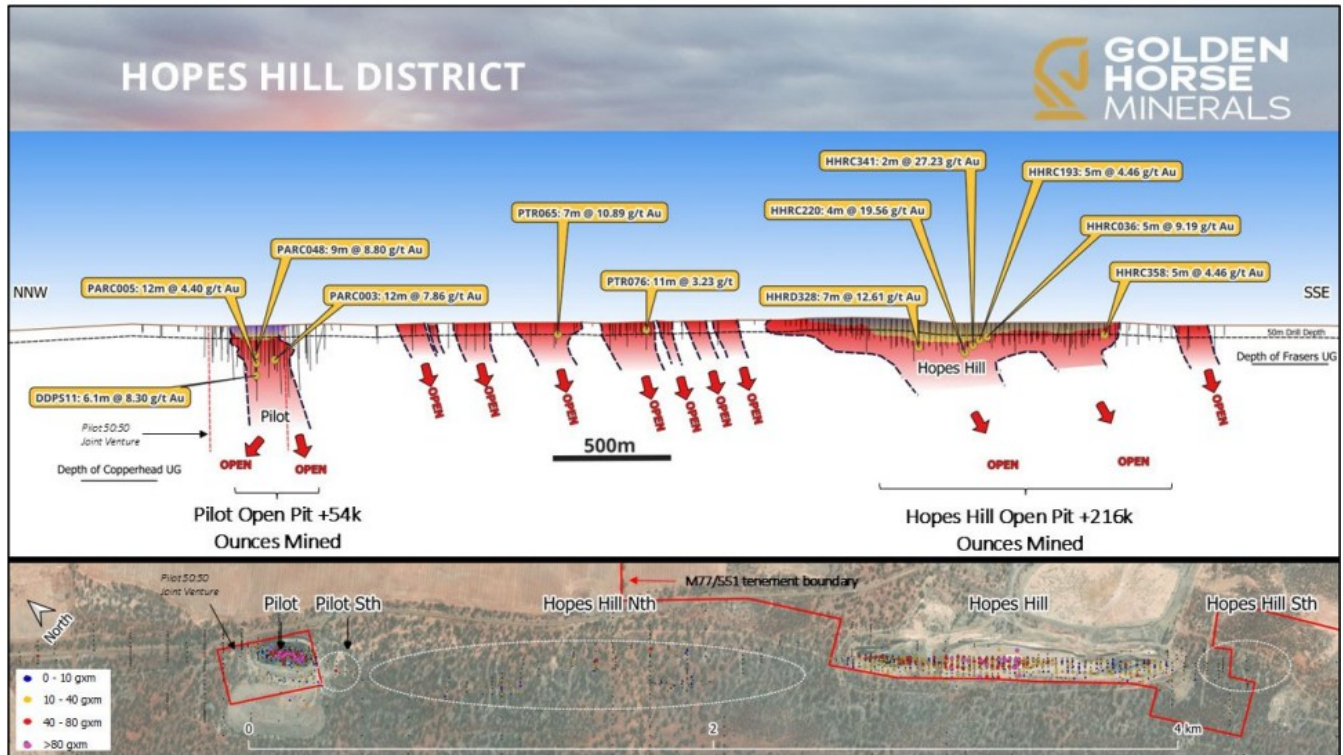 HOPES HILL DISTRICT
GOLDEN
HORSE
MINERALS
HHRC341: 2m @ 27.23 g/t Au
HHRC193: 5m @ 4.46 g/t Au
PTR065: 7m @ 10.89 g/t Au
HHRC220: 4m @ 19.56 g/t Au
HHRC036: 5m @ 9.19 g/t Au
PARC048: 9m @ 8.80 g/t Au
PARC005: 12m @ 4.40 g/t Au
PARC003: 12m @ 7.86 g/t Au
PTR076: 11m @ 3.23 g/t
HHRC358: 5m @ 4.46 g/t Au
HHRD328: 7m @ 12.61 g/t Au
NNW
SSE
50m Drill Depth
Depth of Frasers UG
Hopes Hill
DDPS11: 6.1m @ 8.30 g/t Au
Pilot
Pilot 50:50
Joint Venture
OPEN
OPEN
OPEN
OPEN
OPEN
OPEN
OPEN
OPEN
500m
OPEN
OPEN
OPEN
OPEN
Depth of Copperhead UG
Pilot Open Pit +54k
Ounces Mined
Hopes Hill Open Pit +216k
Ounces Mined
Pilot 50:50
Joint Venture
M77/551 tenement boundary
Pilot
Pilot Sth
Hopes Hill Nth
Hopes Hill
Hopes Hill Sth
North
0 - 10 gxm
10 - 40 gxm
40 - 80 gxm
>80 gxm
0
2
4 km